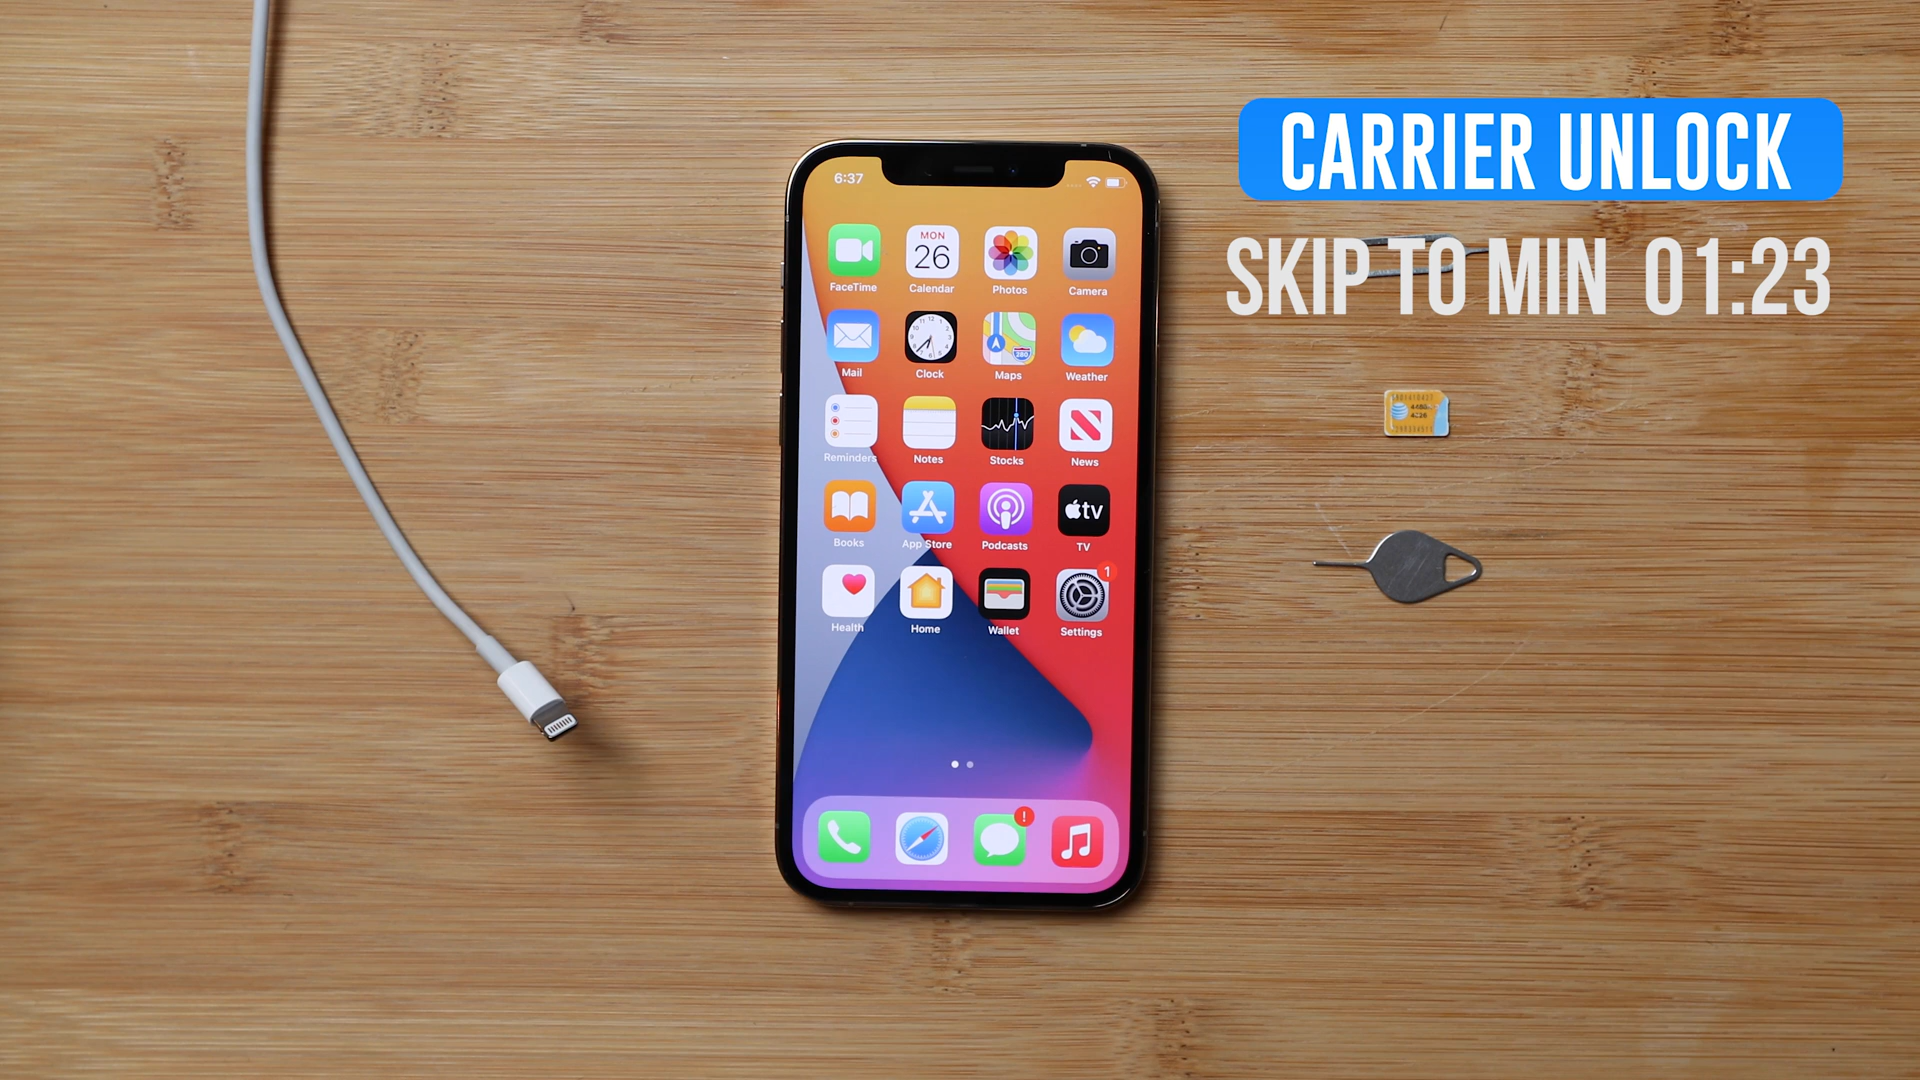 CARRIER UNLOCK
SKIP TO MIN 01:23
6:37
MON
26
FaceTime
Calendar
Photos
Camera
Mail
Clock
Maps
Weather
Reminders
Notes
Stocks
News
tv
Books
App Store
Podcasts
TV
1
Health
Home
Wallet
Settings
!